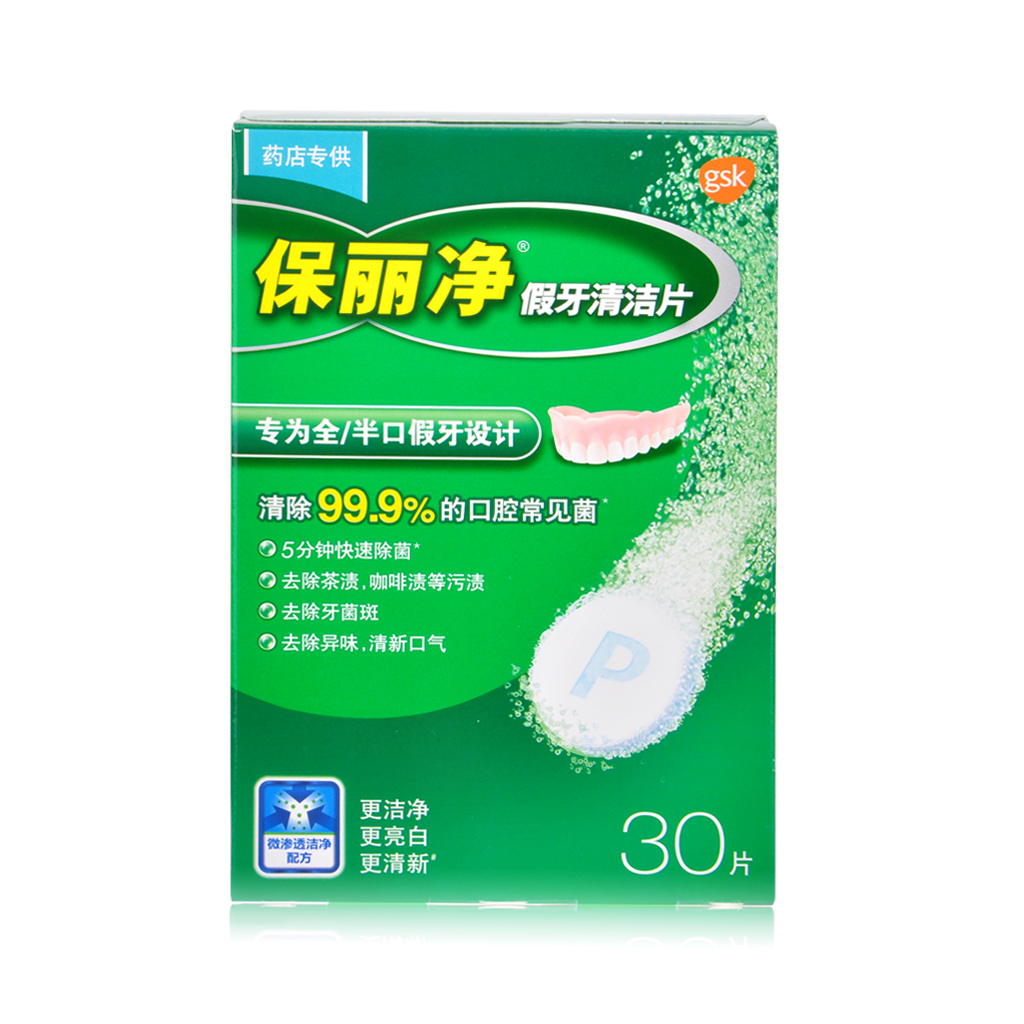 药店专供
gsk
保丽净®
假牙清洁片
专为全/半口假牙设计
清除99.9%的口腔常见菌*
5分钟快速除菌*
去除茶渍,咖啡渍等污渍
去除牙菌斑
去除异味,清新口气
P
微渗透洁净
配方
更洁净
更亮白
更清新#
30片